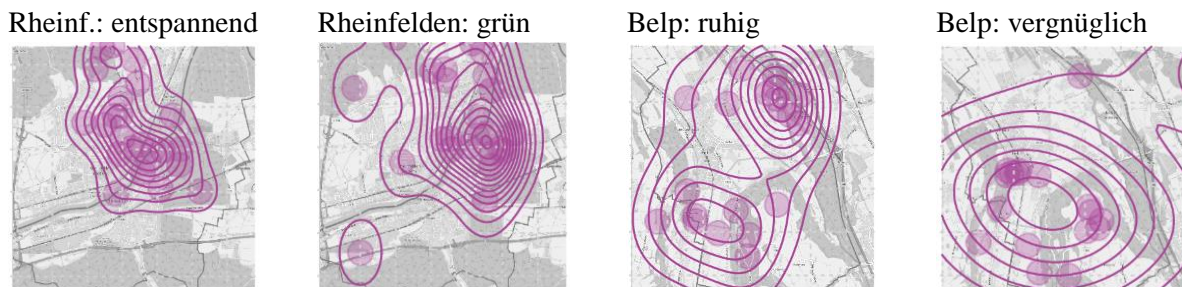 Rheinf.: entspannend
Rheinfelden: grün
Belp: ruhig
Belp: vergnüglich